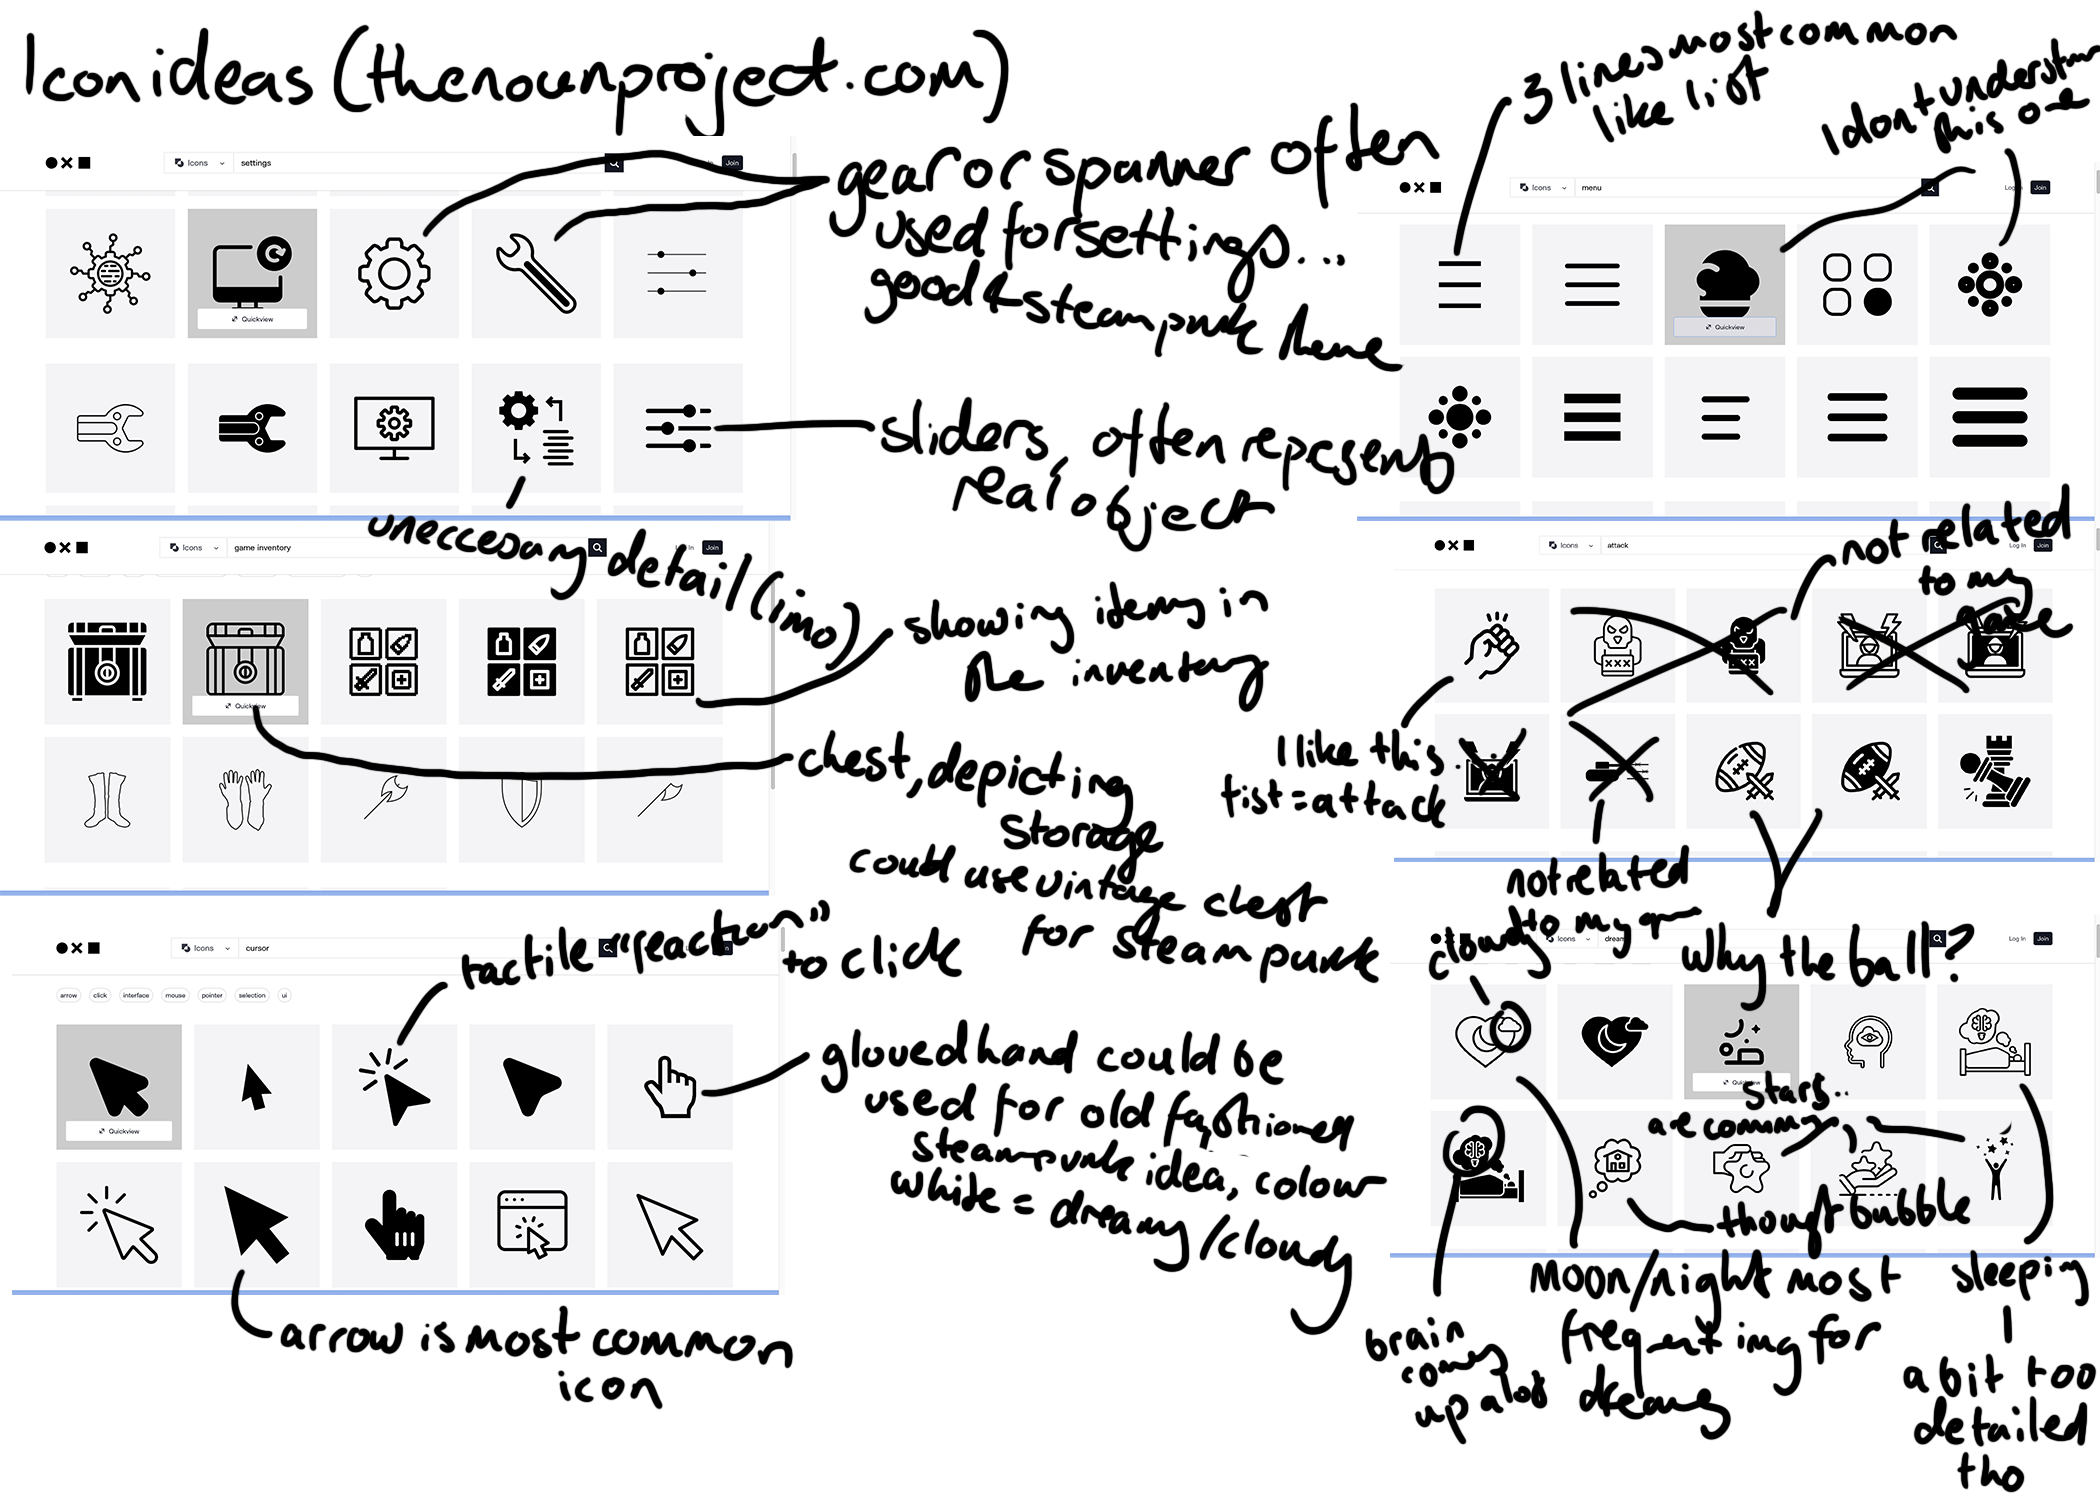 Icon ideas (thenounproject.com)
Icons
settings
Join
Quickview
gear or spanner often
used for settings...
good 4 steampunk theme
sliders, often represent
real object
uneccesary detail (imo)
Icons
game inventory
In
Join
Quickview
showing items in
the inventory
chest, depicting
storage
could use vintage chest
for steampunk
Icons
cursor
arrow
click
interface
mouse
pointer
selection
ui
Quickview
tactile "reaction"
to click
gloved hand could be
used for old fashioned
steampunk idea, colour
white = dreamy/cloudy
arrow is most common
icon
3 lines most common
like list
I dont understand
this one
Icons
menu
Log
Join
Quickview
Icons
attack
Log In
Join
not related
to my
game
XXX
XXX
I like this.
fist = attack
not related
to my
Why the ball?
Icons
dream
Log In
Join
cloudy
Quickview
stars..
are common
thought bubble
brain
comes
up a lot
Moon/night most
frequent img for
dreams
sleeping
a bit too
detailed
tho